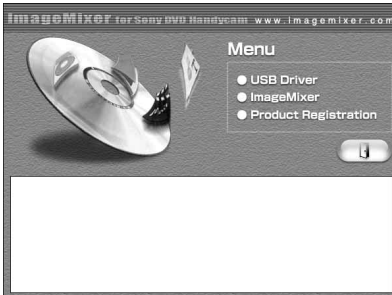 ImageMixer for Sony DVD Handycam www.imagemixer.com
Menu
USB Driver
ImageMixer
Product Registration